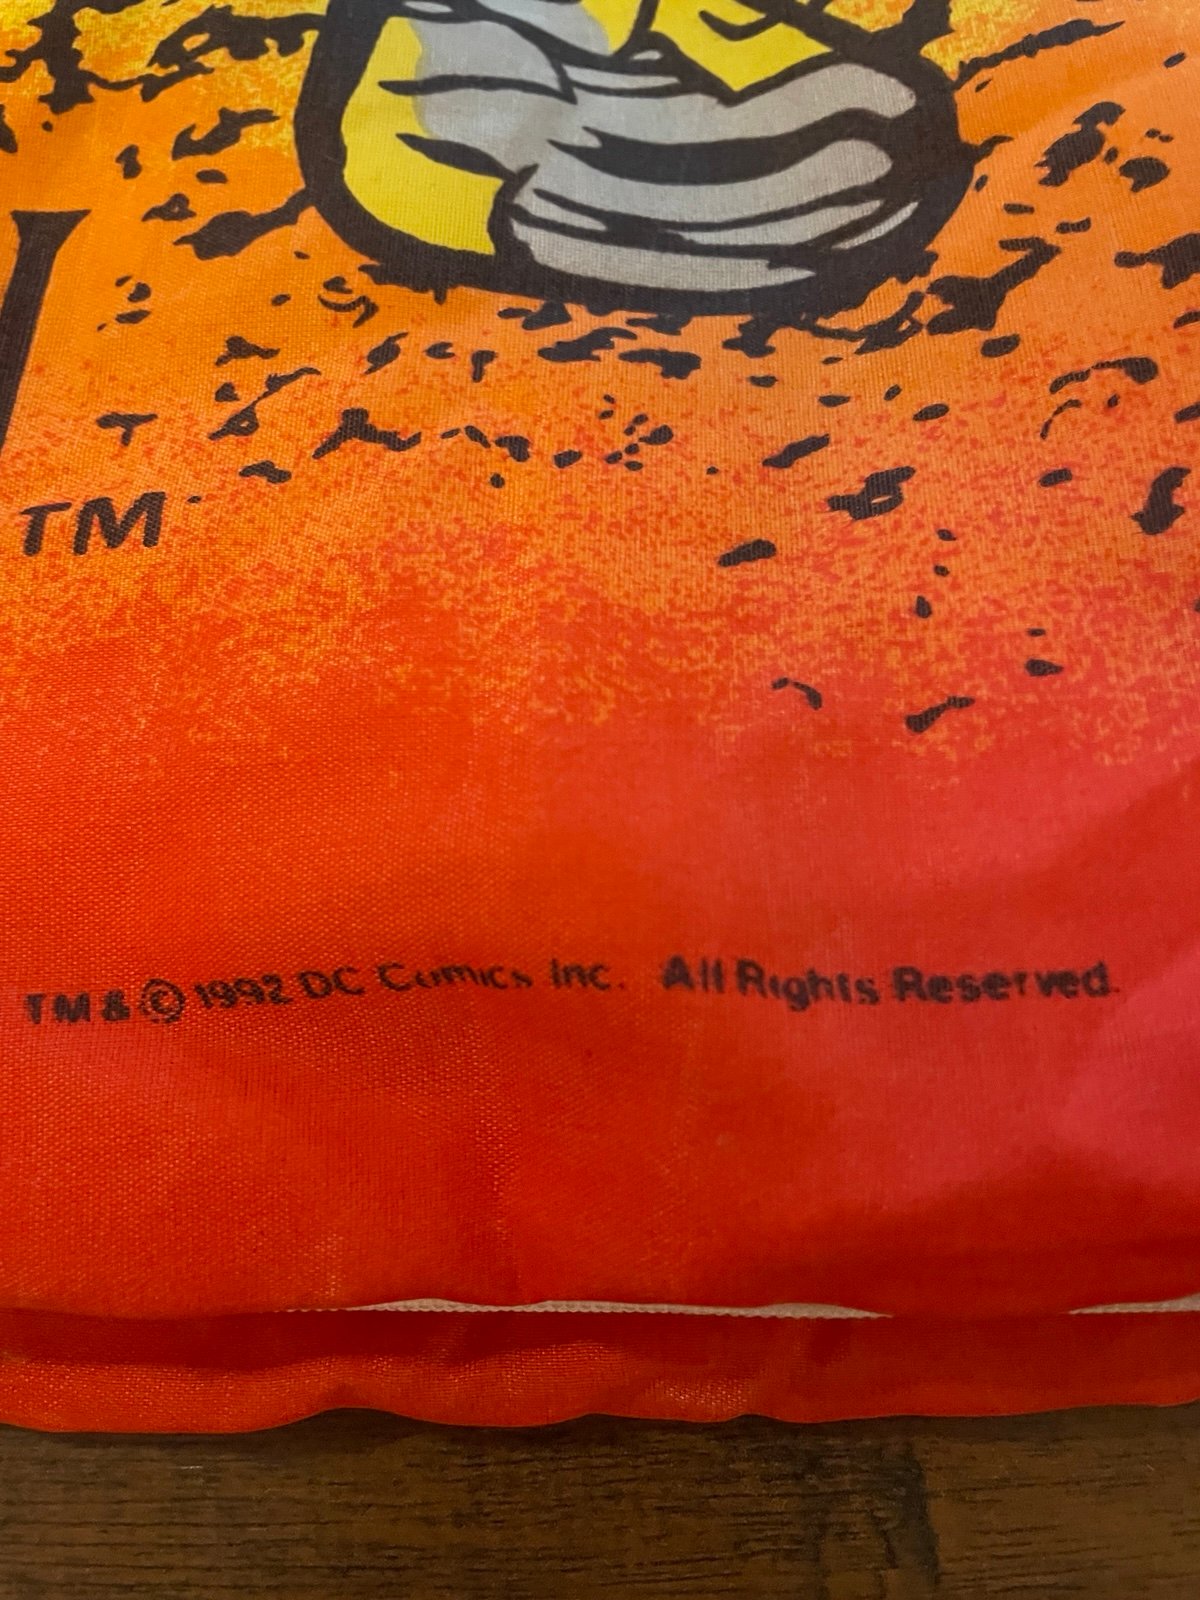 TM
TM & © 1992 DC Comics Inc. All Rights Reserved.